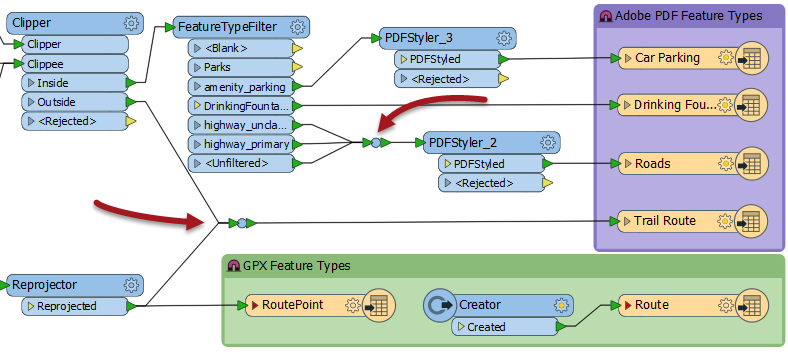 Clipper
Clipper
Clippee
Inside
Outside
<Rejected>
FeatureTypeFilter
<Blank>
Parks
amenity_parking
DrinkingFounta...
highway_uncla...
highway_primary
<Unfiltered>
PDFStyler_3
PDFStyled
<Rejected>
PDFStyler_2
PDFStyled
<Rejected>
Adobe PDF Feature Types
Car Parking
Drinking Fou...
Roads
Trail Route
Reprojector
Reprojected
GPX Feature Types
RoutePoint
Creator
Created
Route